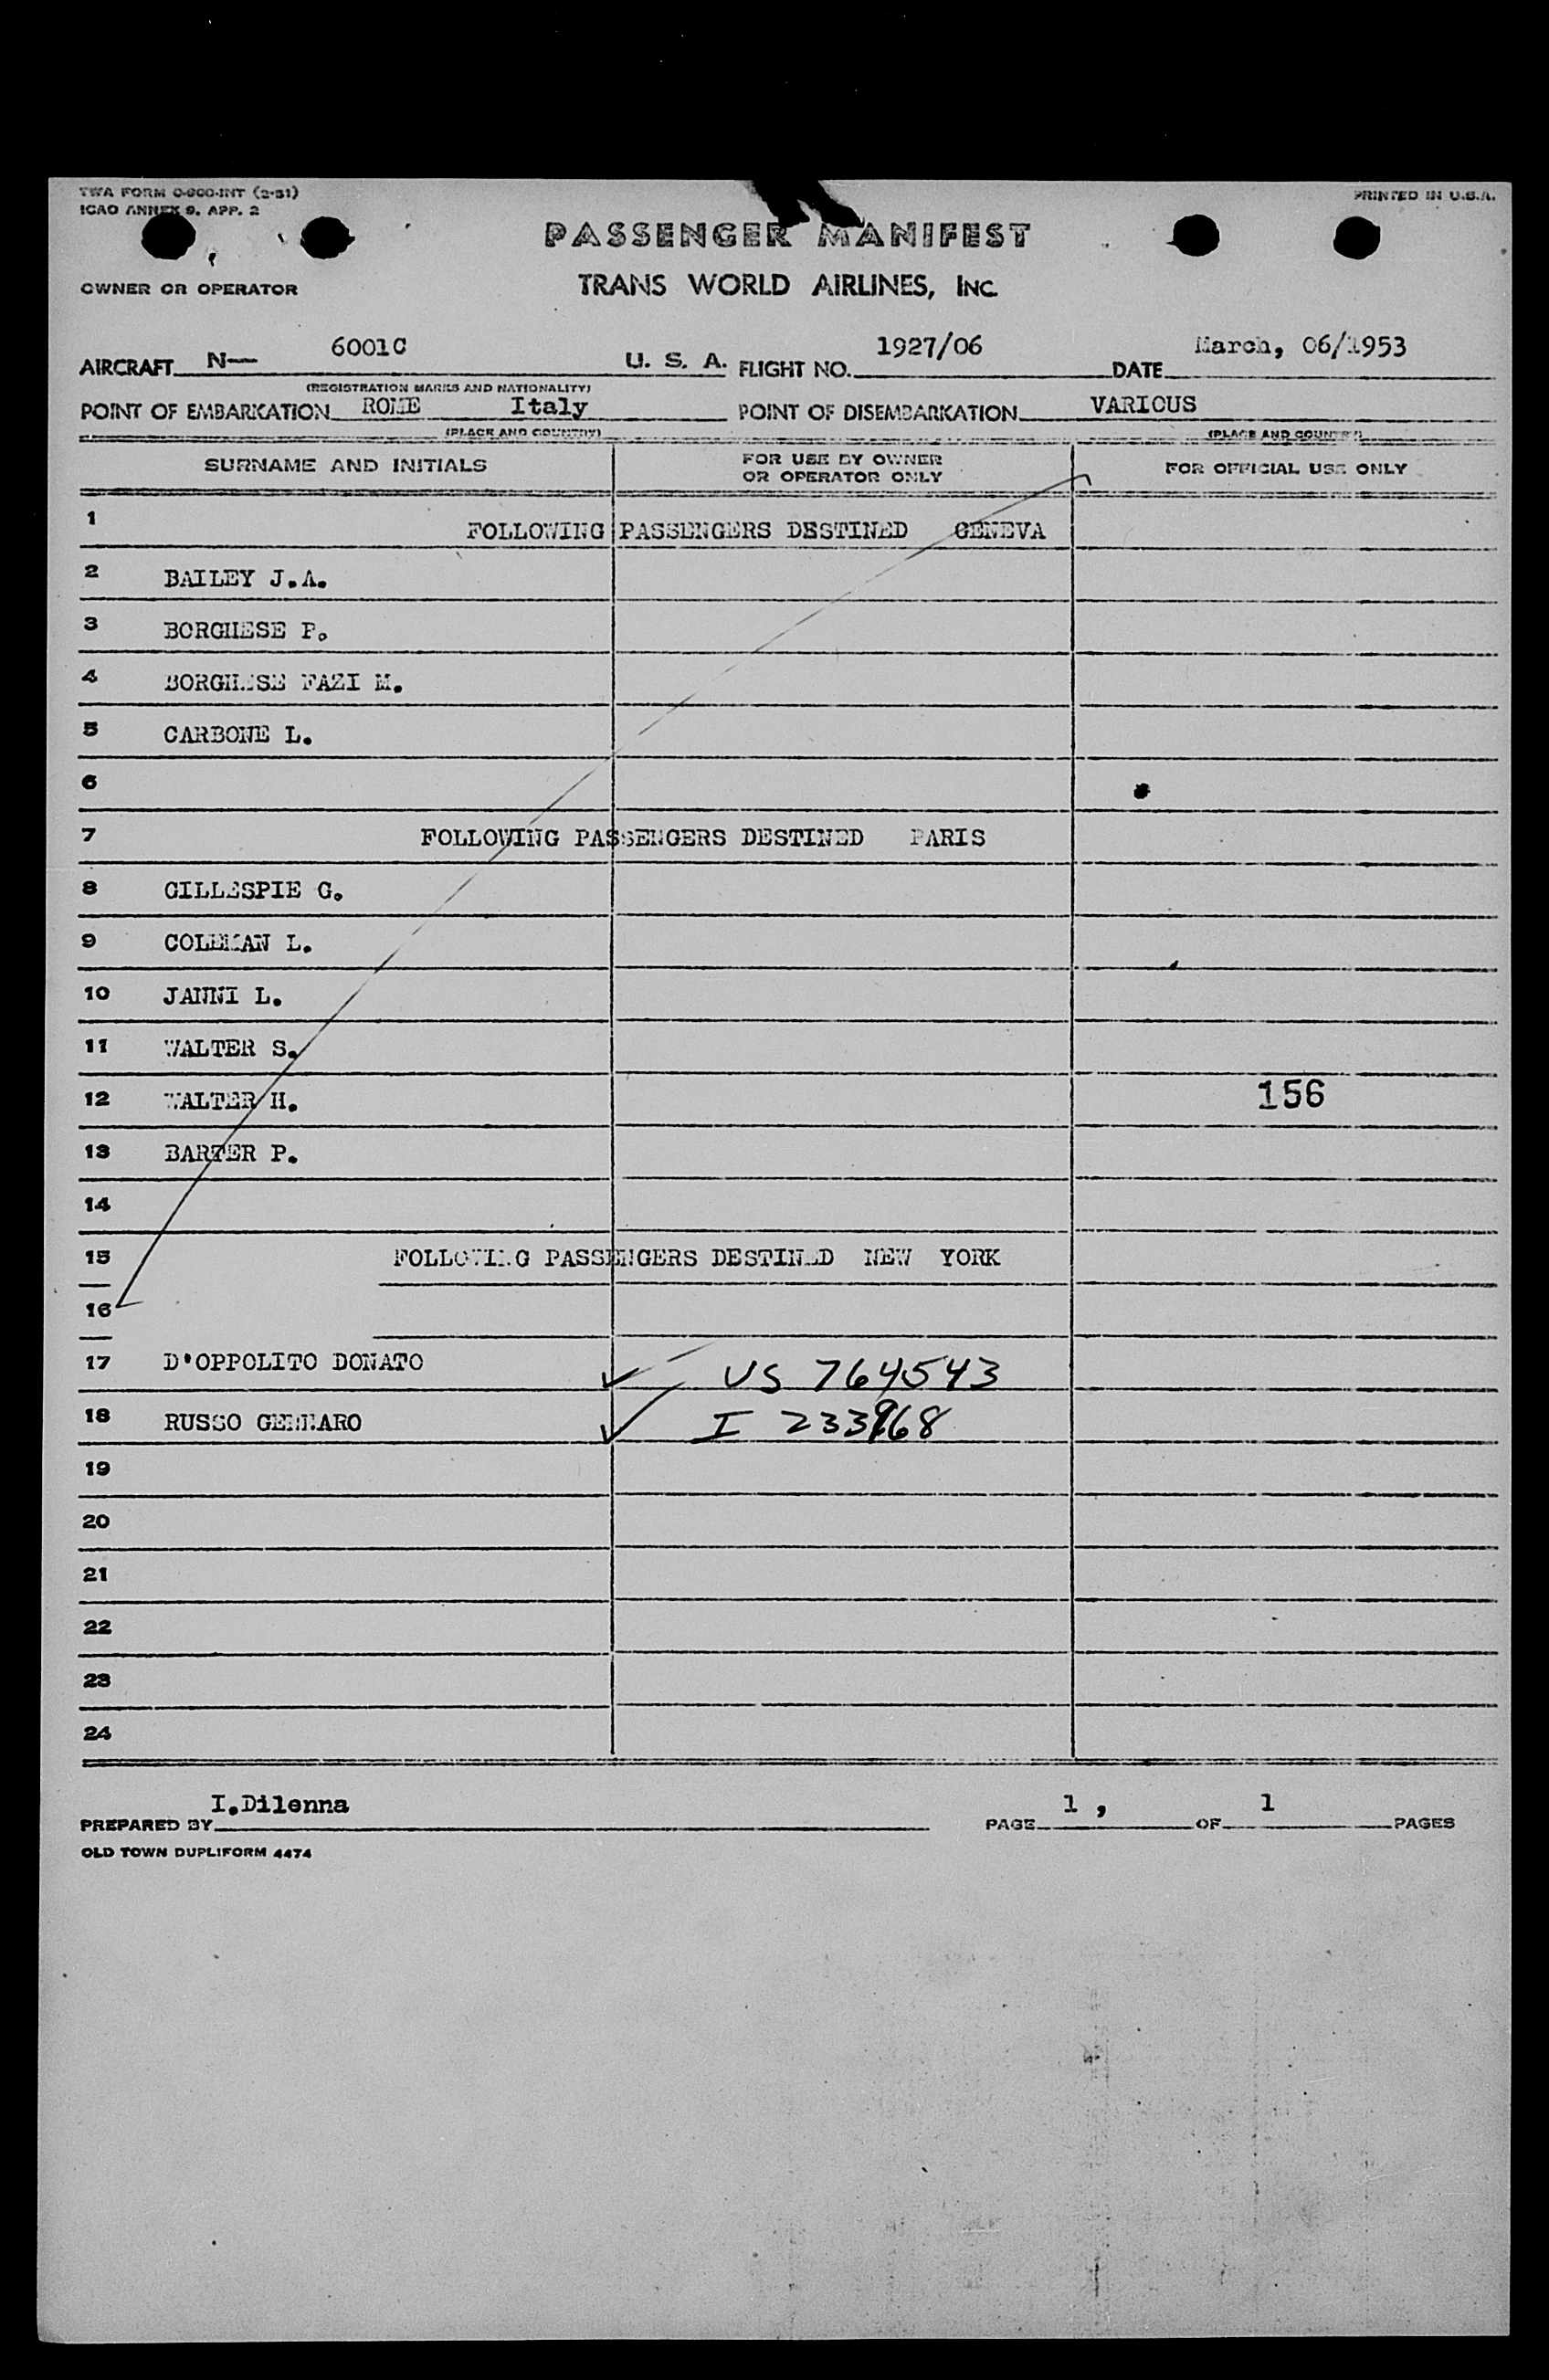 TWA FORM O-900-INT (2-51)
PRINTED IN U.S.A.
ICAO ANNEX 9, APP. 2
PASSENGER MANIFEST
OWNER OR OPERATOR
TRANS WORLD AIRLINES, INC.
AIRCRAFT N— 6001C U. S. A. FLIGHT NO. 1927/06 DATE March, 06/1953
(REGISTRATION MARKS AND NATIONALITY)
POINT OF EMBARKATION ROME Italy POINT OF DISEMBARKATION VARIOUS
(PLACE AND COUNTRY) (PLACE AND COUNTRY)
SURNAME AND INITIALS
FOR USE BY OWNER
OR OPERATOR ONLY
FOR OFFICIAL USE ONLY
1 FOLLOWING PASSENGERS DESTINED GENEVA
2 BAILEY J.A.
3 BORGHESE P.
4 BORGHESE FAZI M.
5 CARBONE L.
6
7 FOLLOWING PASSENGERS DESTINED PARIS
8 GILLESPIE G.
9 COLEMAN L.
10 JANNI L.
11 WALTER S.
12 WALTER H. 156
13 BARTER P.
14
15 FOLLOWING PASSENGERS DESTINED NEW YORK
16
17 D'OPPOLITO DONATO ✓ US 764543
18 RUSSO GENNARO ✓ I 233968
19
20
21
22
23
24
PREPARED BY I.Dilenna PAGE 1 , OF 1 PAGES
OLD TOWN DUPLIFORM 4474